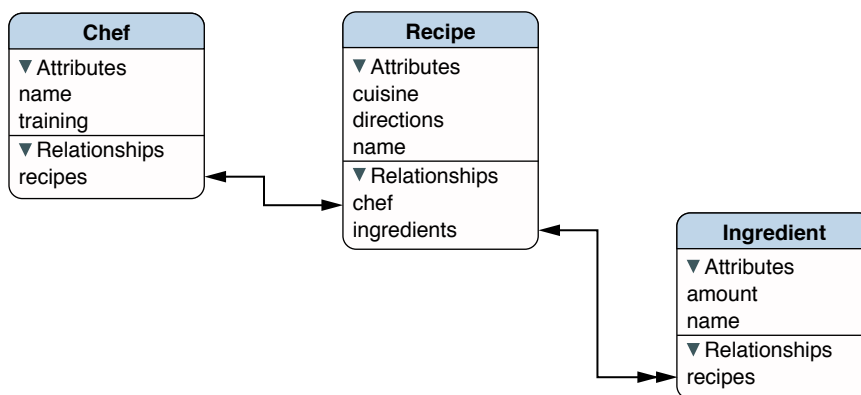 Chef
▼ Attributes
name
training
▼ Relationships
recipes
Recipe
▼ Attributes
cuisine
directions
name
▼ Relationships
chef
ingredients
Ingredient
▼ Attributes
amount
name
▼ Relationships
recipes